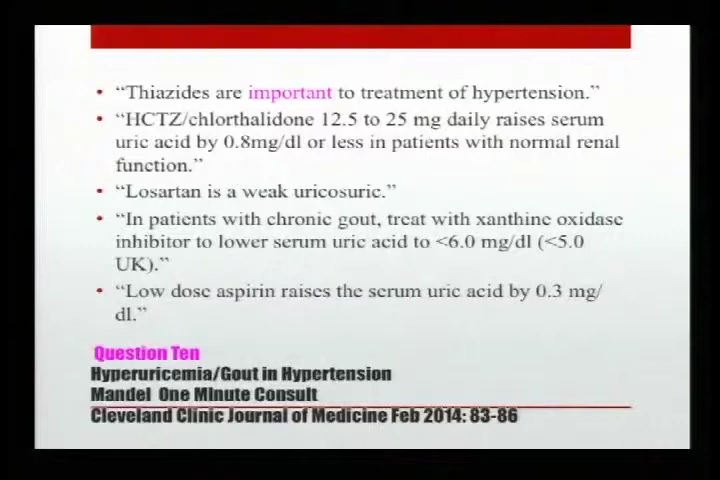 • “Thiazides are important to treatment of hypertension.”
• “HCTZ/chlorthalidone 12.5 to 25 mg daily raises serum
uric acid by 0.8mg/dl or less in patients with normal renal
function.”
• “Losartan is a weak uricosuric.”
• “In patients with chronic gout, treat with xanthine oxidase
inhibitor to lower serum uric acid to <6.0 mg/dl (<5.0
UK).”
• “Low dose aspirin raises the serum uric acid by 0.3 mg/
dl.”
Question Ten
Hyperuricemia/Gout in Hypertension
Mandel One Minute Consult
Cleveland Clinic Journal of Medicine Feb 2014: 83-86